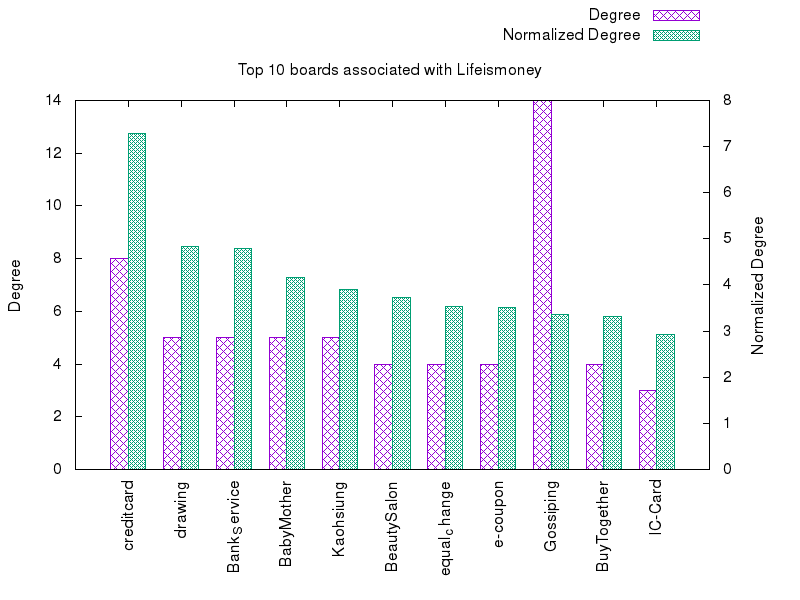 Degree
Normalized Degree
Top 10 boards associated with Lifeismoney
14
12
10
8
6
4
2
0
8
7
6
5
4
3
2
1
0
Degree
Normalized Degree
creditcard
drawing
BankService
BabyMother
Kaohsiung
BeautySalon
equalchange
e-coupon
Gossiping
BuyTogether
IC-Card